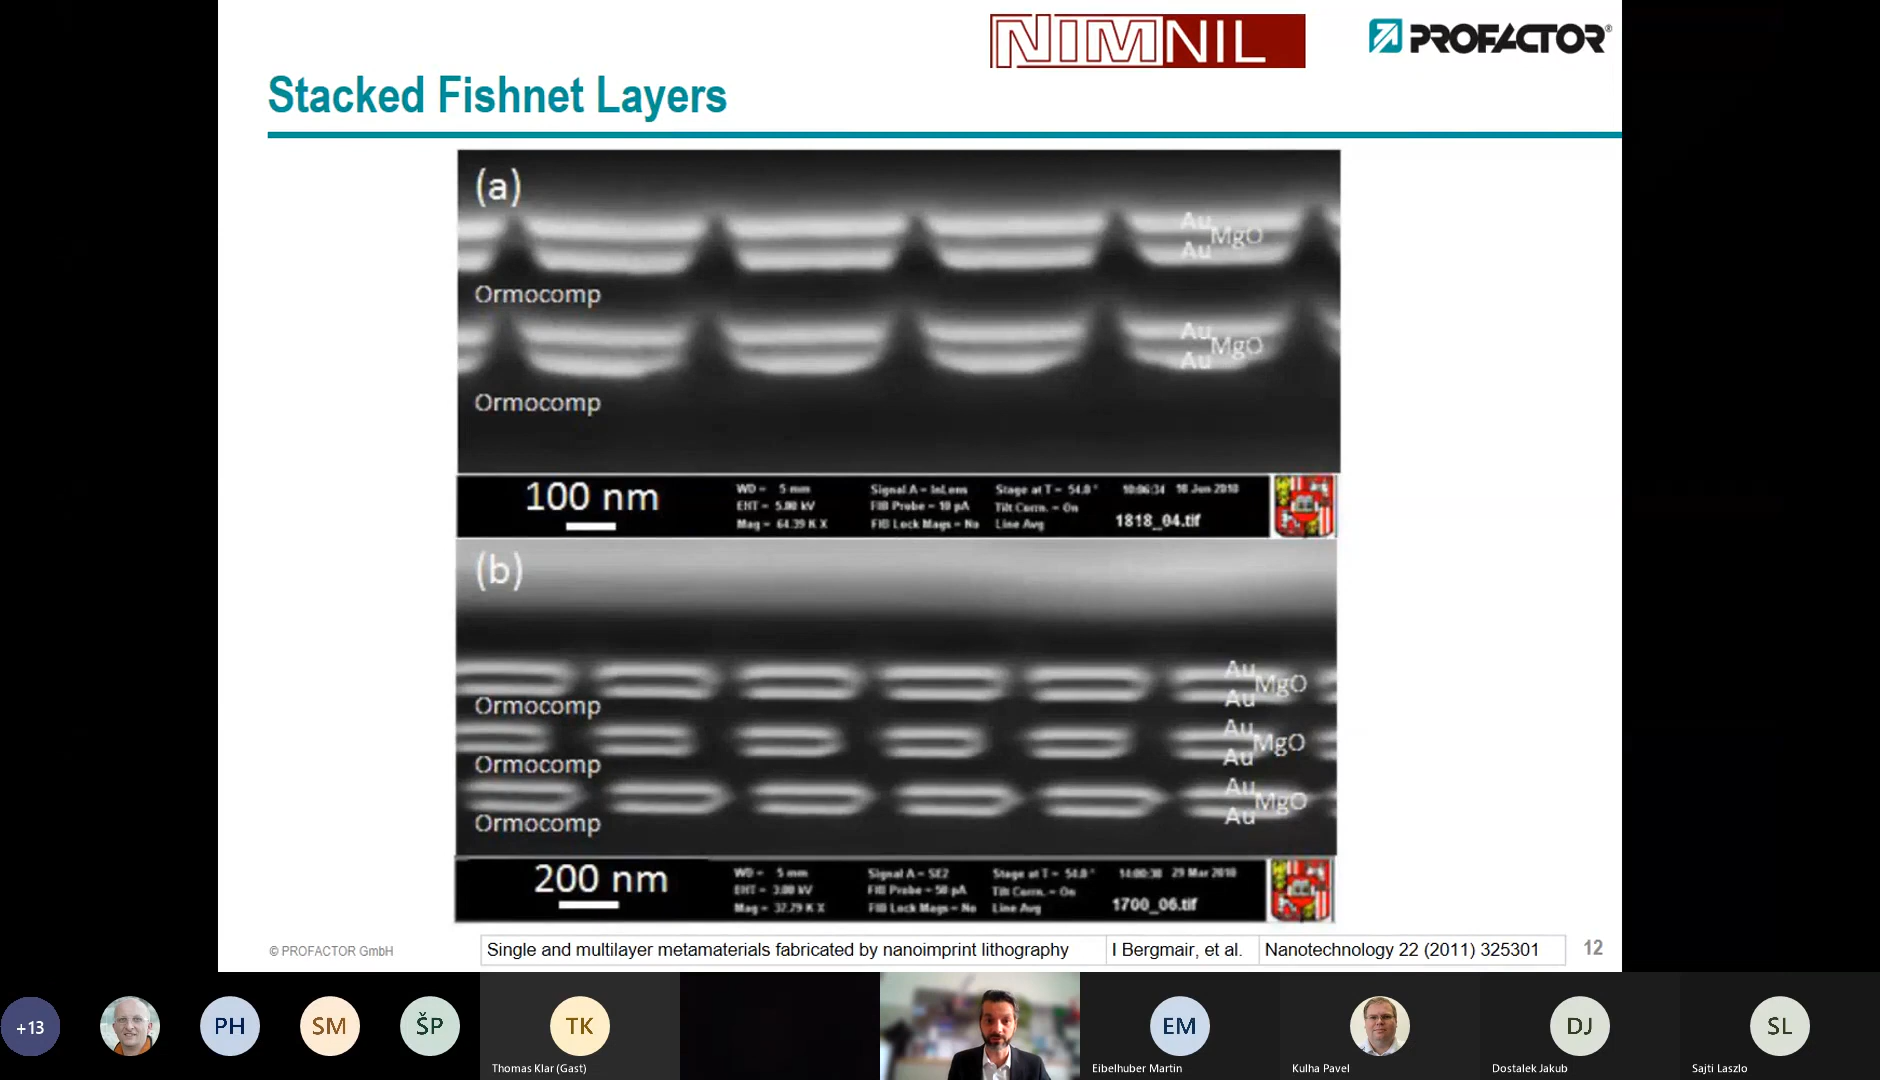 NIMNIL
PROFACTOR®
Stacked Fishnet Layers
(a)
Au
MgO
Au
Ormocomp
Au
MgO
Au
Ormocomp
100 nm
WD = 5 mm
EHT = 5.00 kV
Mag = 64.39 K X
Signal A = InLens
FIB Probe = 10 pA
FIB Lock Mags = No
Stage at T = 54.0 °
Tilt Corrn. = On
Line Avg
10:06:34
2010
1818_04.tif
(b)
Au
MgO
Au
Ormocomp
Au
MgO
Au
Ormocomp
Au
MgO
Au
Ormocomp
200 nm
WD = 5 mm
EHT = 3.00 kV
Mag = 32.79 K X
Signal A = SE2
FIB Probe = 50 pA
FIB Lock Mags = No
Stage at T = 54.0 °
Tilt Corrn. = On
Line Avg
29 Mar 2010
1700_06.tif
© PROFACTOR GmbH
Single and multilayer metamaterials fabricated by nanoimprint lithography
I Bergmair, et al.
Nanotechnology 22 (2011) 325301
12
+13
PH
SM
ŠP
TK
Thomas Klar (Gast)
EM
Eibelhuber Martin
Kulha Pavel
DJ
Dostalek Jakub
SL
Sajti Laszlo